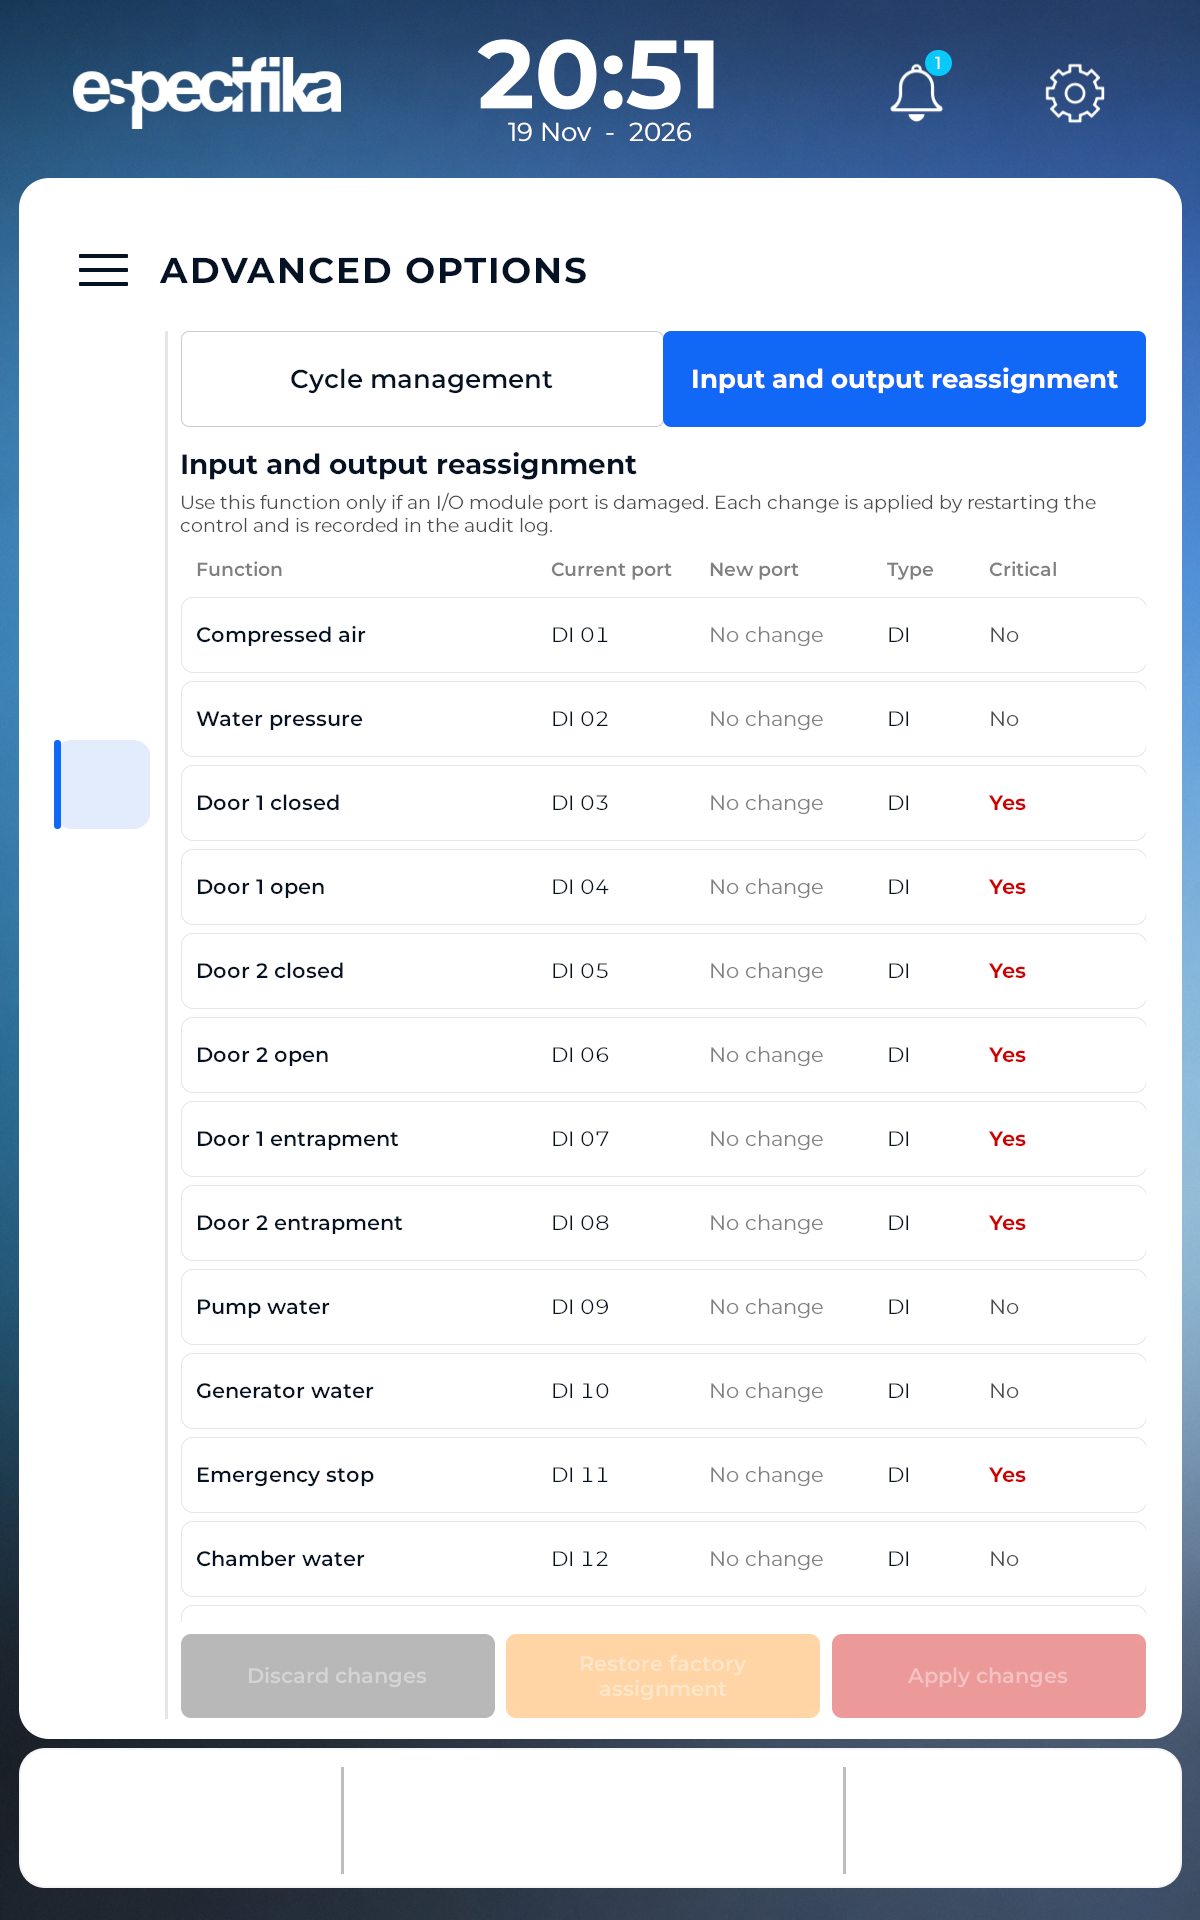 e-specifika
20:51
1
19 Nov - 2026
ADVANCED OPTIONS
Cycle management
Input and output reassignment
Input and output reassignment
Use this function only if an I/O module port is damaged. Each change is applied by restarting the
control and is recorded in the audit log.
Function Current port New port Type Critical
Compressed air DI 01 No change DI No
Water pressure DI 02 No change DI No
Door 1 closed DI 03 No change DI Yes
Door 1 open DI 04 No change DI Yes
Door 2 closed DI 05 No change DI Yes
Door 2 open DI 06 No change DI Yes
Door 1 entrapment DI 07 No change DI Yes
Door 2 entrapment DI 08 No change DI Yes
Pump water DI 09 No change DI No
Generator water DI 10 No change DI No
Emergency stop DI 11 No change DI Yes
Chamber water DI 12 No change DI No
Discard changes
Restore factory
assignment
Apply changes